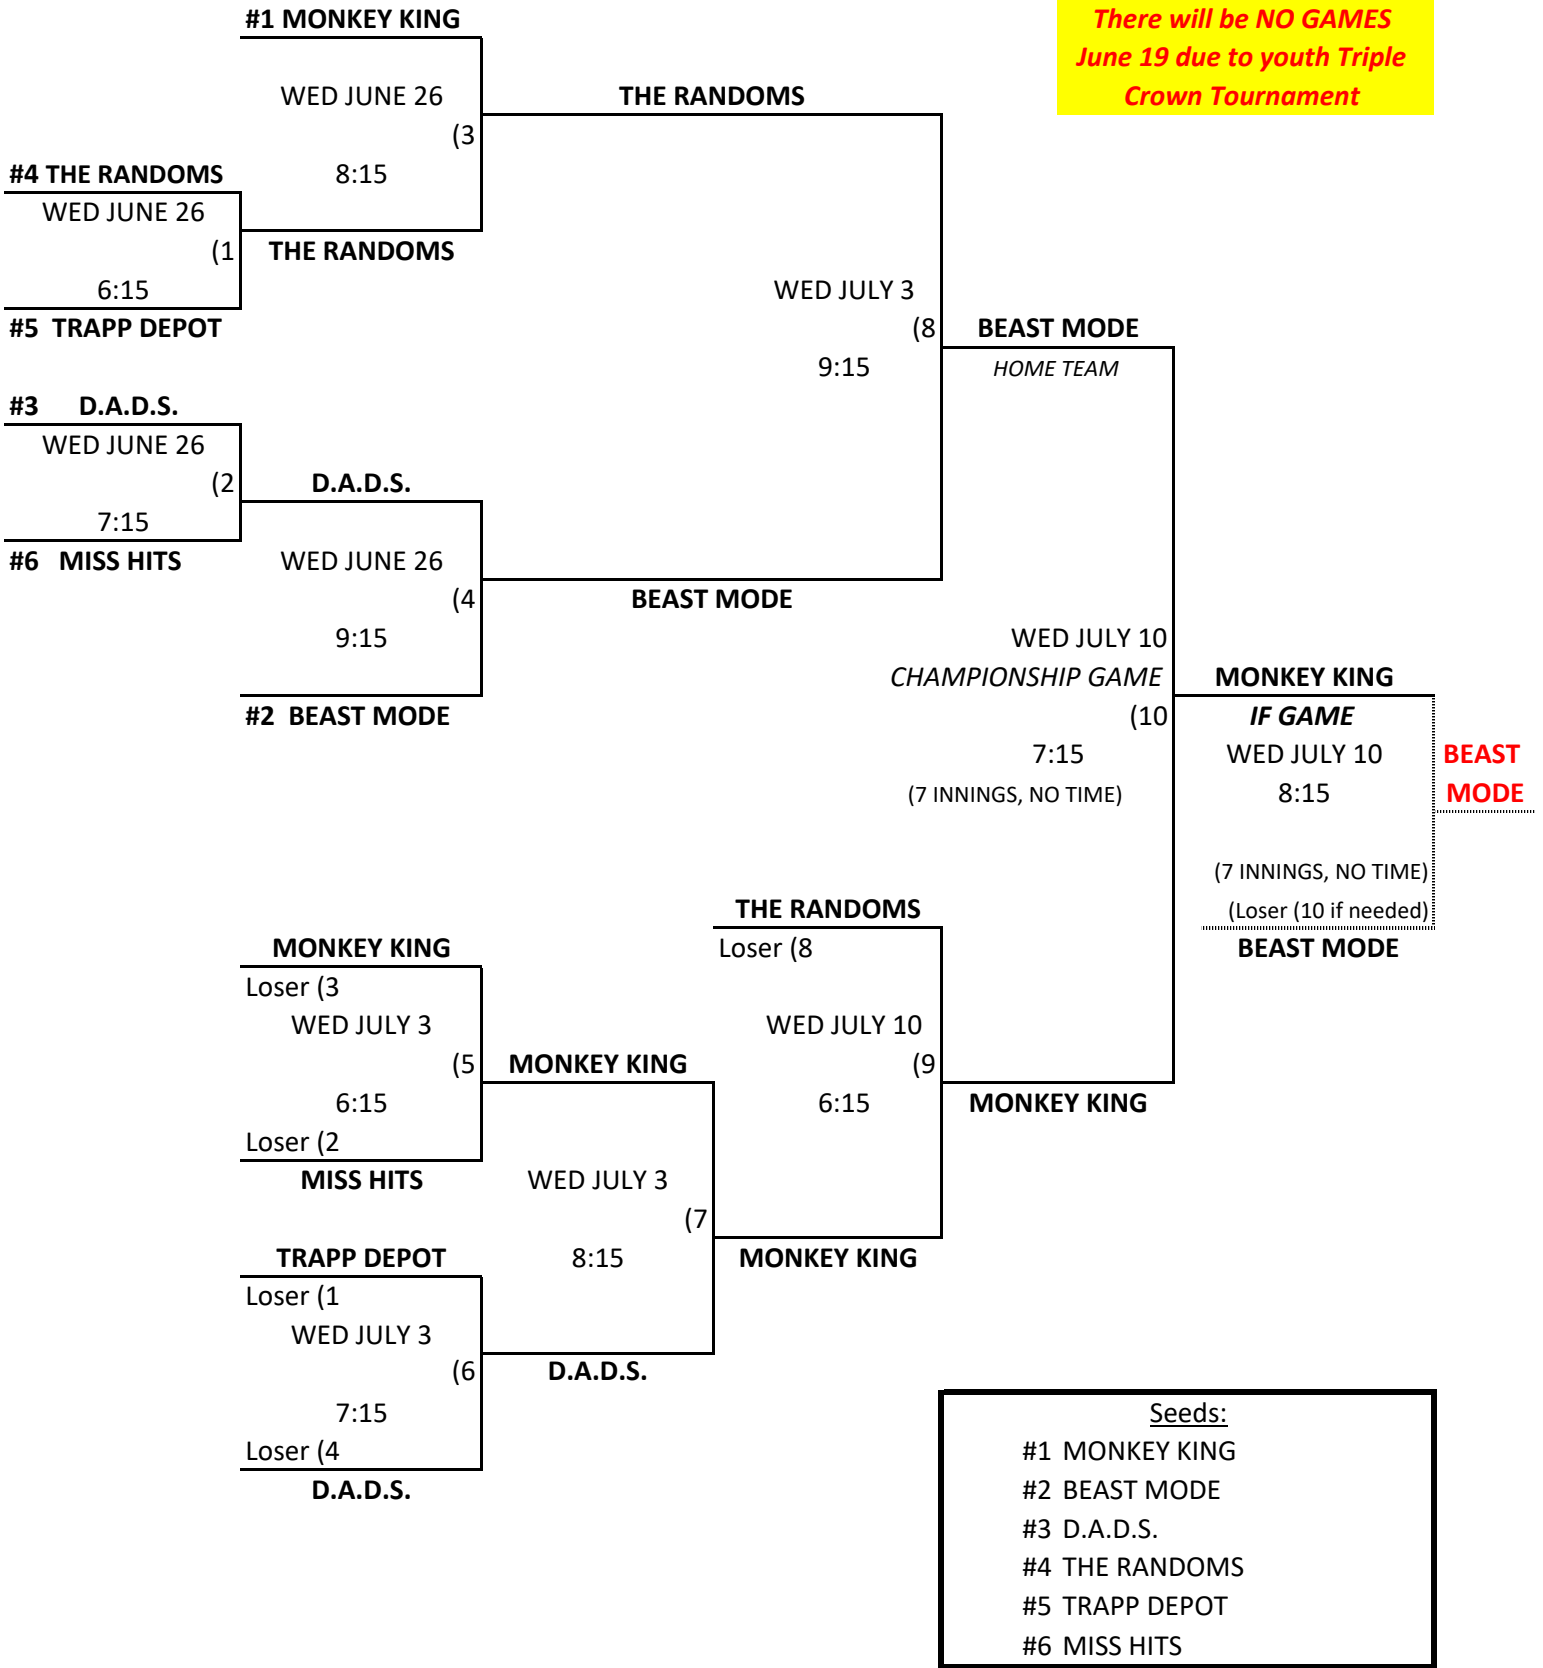 #1 MONKEY KING
There will be NO GAMES
June 19 due to youth Triple
Crown Tournament
WED JUNE 26
THE RANDOMS
(3
#4 THE RANDOMS
8:15
WED JUNE 26
(1
THE RANDOMS
6:15
WED JULY 3
#5 TRAPP DEPOT
(8
BEAST MODE
9:15
HOME TEAM
#3 D.A.D.S.
WED JUNE 26
(2
D.A.D.S.
7:15
#6 MISS HITS
WED JUNE 26
(4
BEAST MODE
9:15
WED JULY 10
CHAMPIONSHIP GAME
MONKEY KING
#2 BEAST MODE
(10
IF GAME
7:15
WED JULY 10
BEAST
(7 INNINGS, NO TIME)
8:15
MODE
(7 INNINGS, NO TIME)
THE RANDOMS
(Loser (10 if needed)
MONKEY KING
Loser (8
BEAST MODE
Loser (3
WED JULY 3
WED JULY 10
(5
MONKEY KING
(9
6:15
6:15
MONKEY KING
Loser (2
MISS HITS
WED JULY 3
(7
TRAPP DEPOT
8:15
MONKEY KING
Loser (1
WED JULY 3
(6
D.A.D.S.
7:15
Loser (4
D.A.D.S.
Seeds:
#1 MONKEY KING
#2 BEAST MODE
#3 D.A.D.S.
#4 THE RANDOMS
#5 TRAPP DEPOT
#6 MISS HITS